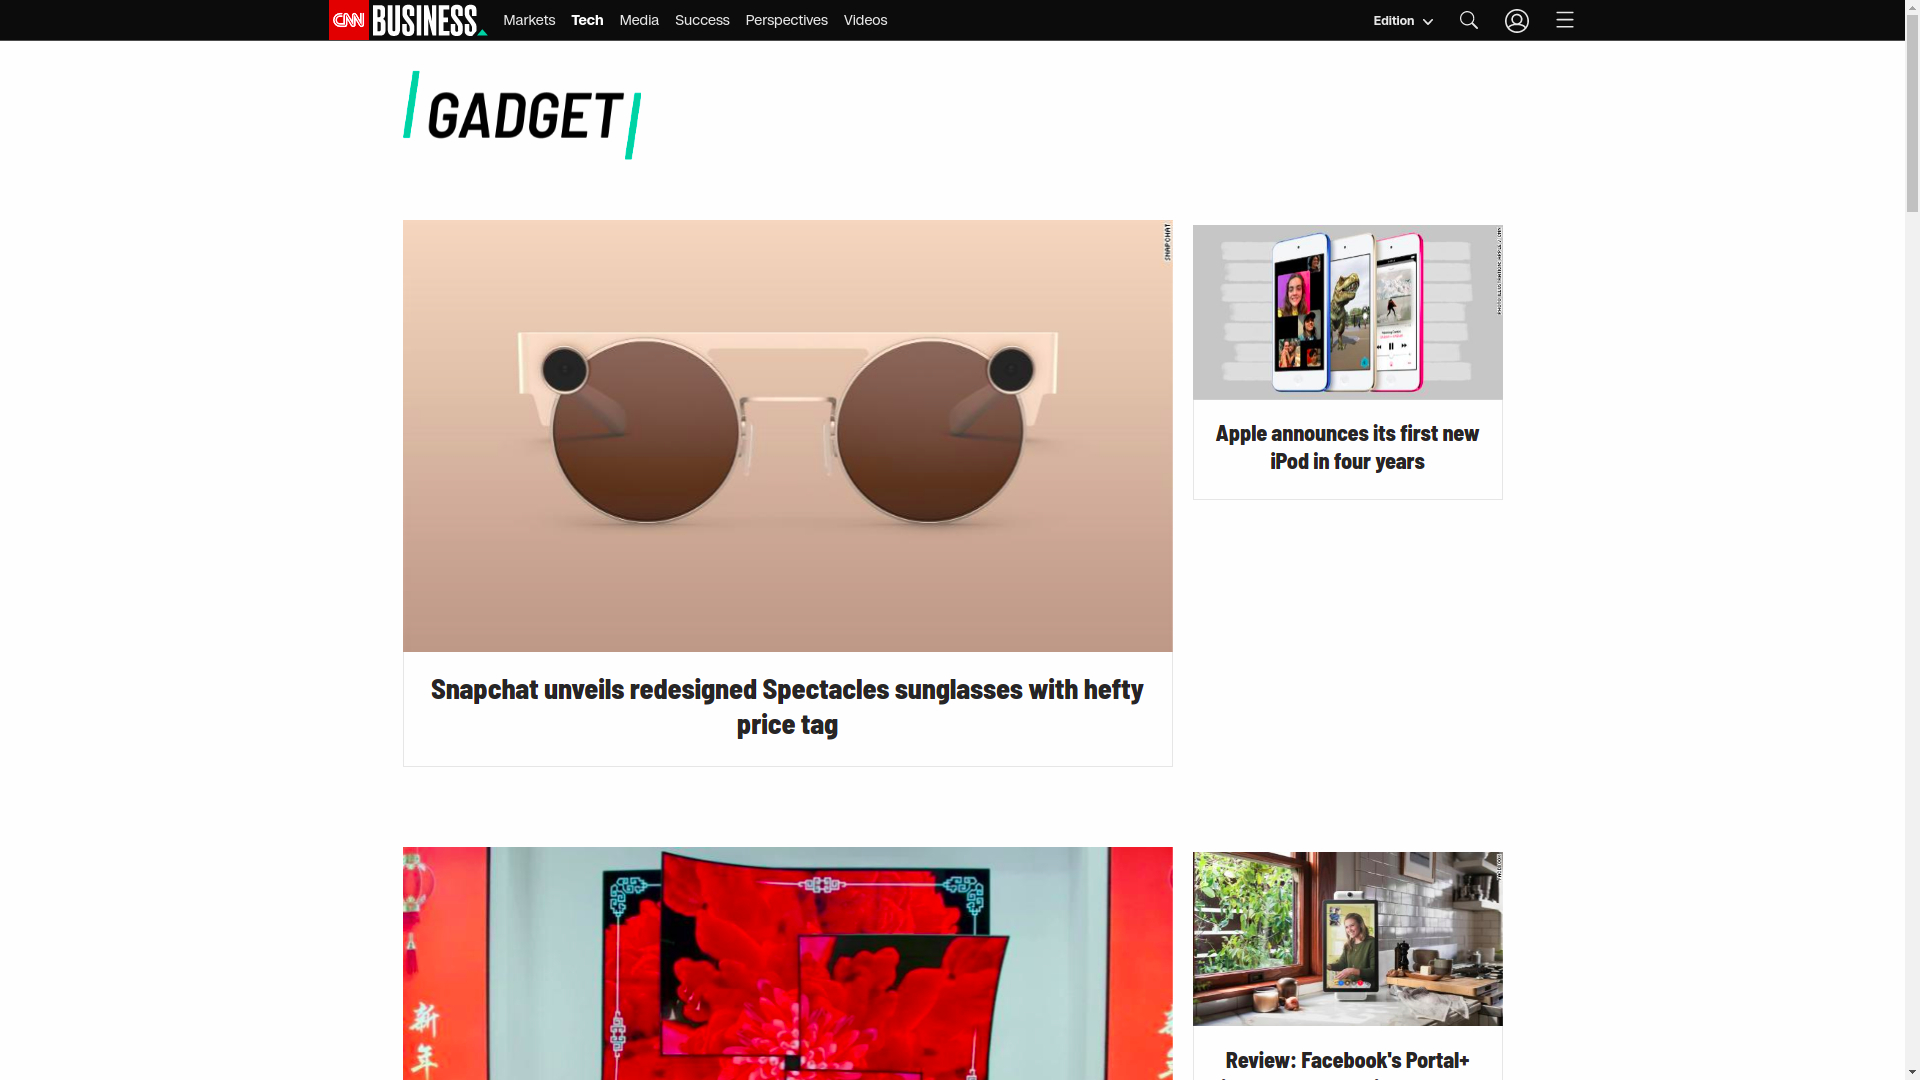 CNN BUSINESS Markets Tech Media Success Perspectives Videos Edition
GADGET
SNAPCHAT
Snapchat unveils redesigned Spectacles sunglasses with hefty
price tag
Apple announces its first new
iPod in four years
新
年
Review: Facebook's Portal+